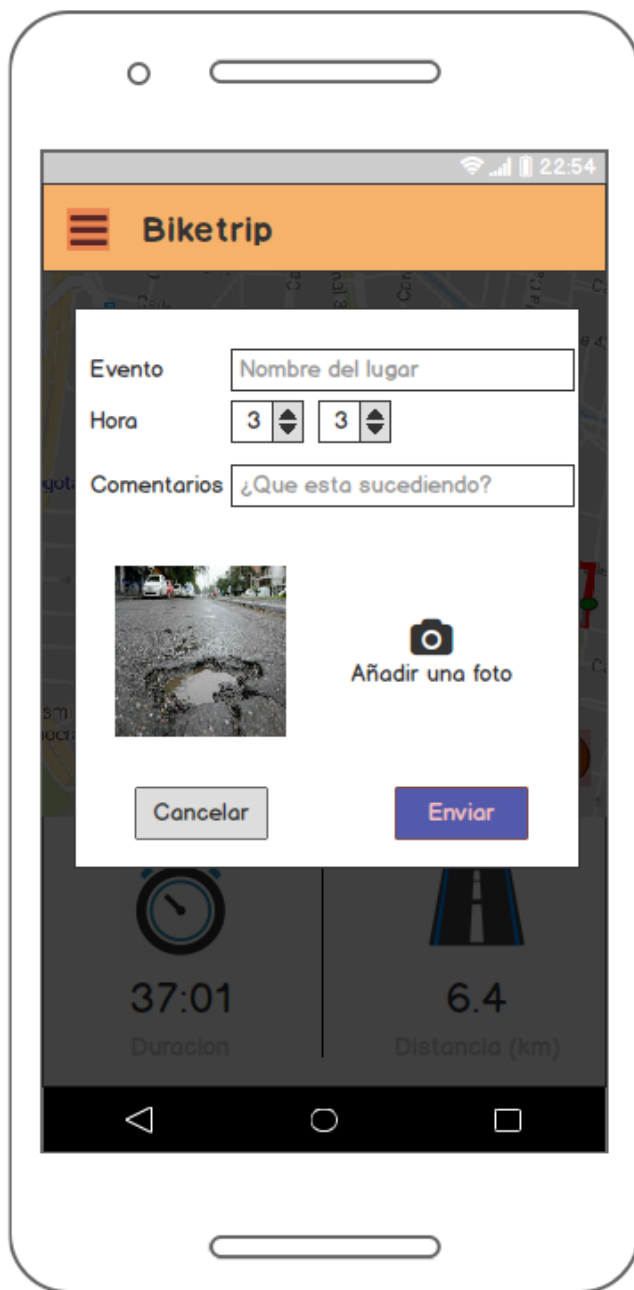 22:54
Biketrip
Evento Nombre del lugar
Hora 3 3
Comentarios ¿Que esta sucediendo?
Añadir una foto
Cancelar Enviar
37:01 6.4
Duracion Distancia (km)